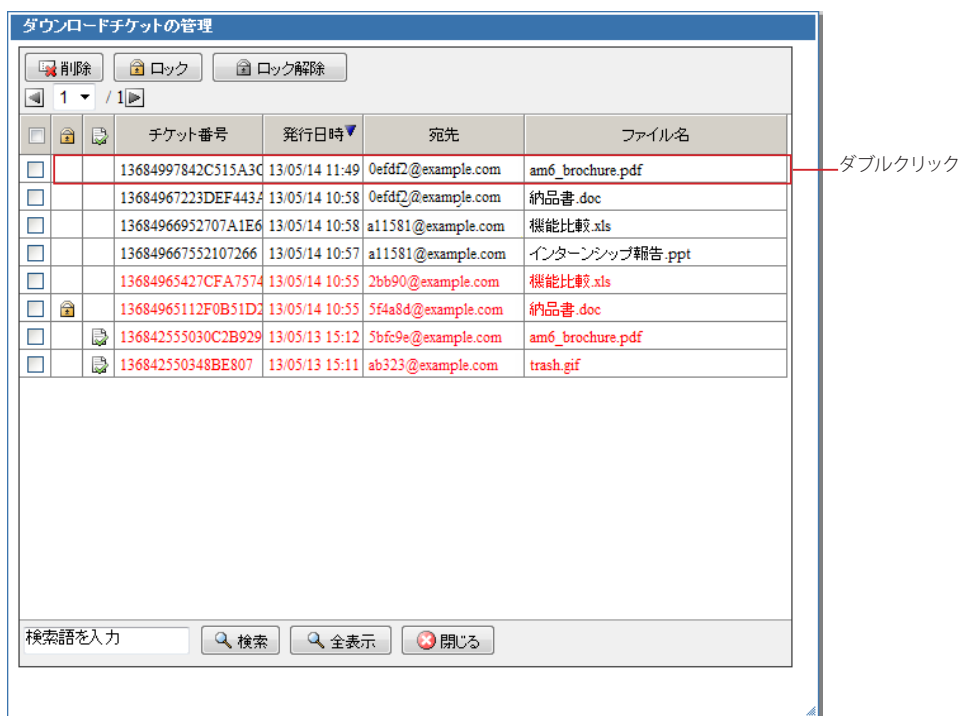 ダウンロードチケットの管理
削除 ロック ロック解除
1 / 1
チケット番号 発行日時 宛先 ファイル名
13684997842C515A3C 13/05/14 11:49 0efdf2@example.com am6_brochure.pdf
ダブルクリック
13684967223DEF443A 13/05/14 10:58 0efdf2@example.com 納品書.doc
13684966952707A1E6 13/05/14 10:58 a11581@example.com 機能比較.xls
136849667552107266 13/05/14 10:57 a11581@example.com インターンシップ報告.ppt
13684965427CFA7574 13/05/14 10:55 2bb90@example.com 機能比較.xls
13684965112F0B51D2 13/05/14 10:55 5f4a8d@example.com 納品書.doc
136842555030C2B929 13/05/13 15:12 5bfc9e@example.com am6_brochure.pdf
136842550348BE807 13/05/13 15:11 ab323@example.com trash.gif
検索語を入力 検索 全表示 閉じる